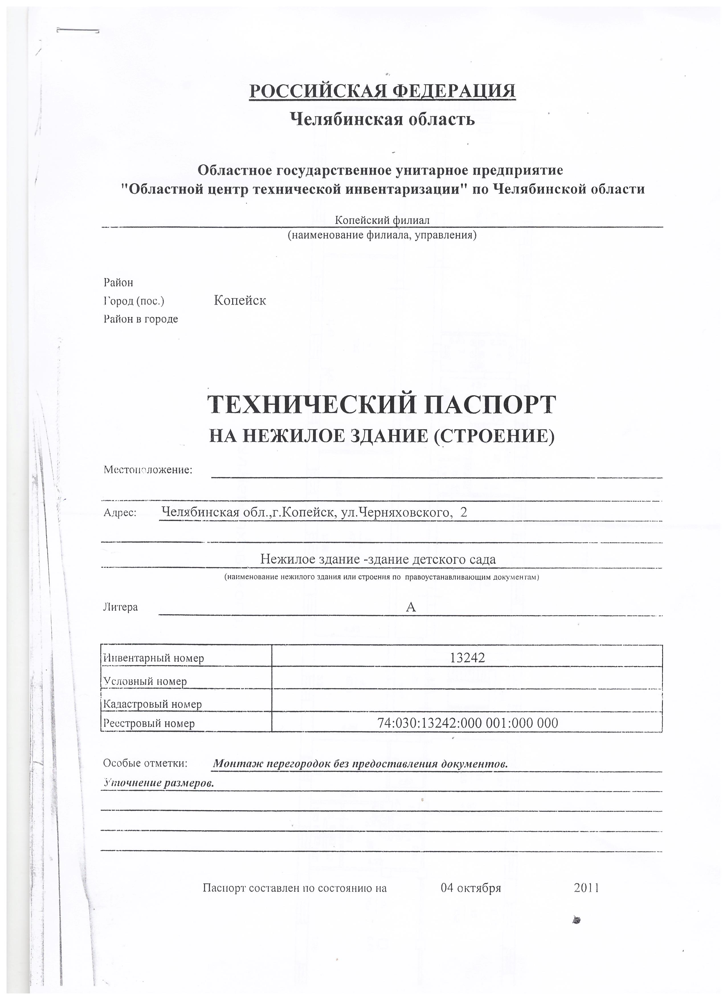 РОССИЙСКАЯ ФЕДЕРАЦИЯ
Челябинская область
Областное государственное унитарное предприятие
"Областной центр технической инвентаризации" по Челябинской области
Копейский филиал
(наименование филиала, управления)
Район
Город (пос.) Копейск
Район в городе
ТЕХНИЧЕСКИЙ ПАСПОРТ
НА НЕЖИЛОЕ ЗДАНИЕ (СТРОЕНИЕ)
Местоположение:
Адрес: Челябинская обл.,г.Копейск, ул.Черняховского, 2
Нежилое здание -здание детского сада
(наименование нежилого здания или строения по правоустанавливающим документам)
Литера А
Инвентарный номер 13242
Условный номер
Кадастровый номер
Реестровый номер 74:030:13242:000 001:000 000
Особые отметки: Монтаж перегородок без предоставления документов.
Уточнение размеров.
Паспорт составлен по состоянию на 04 октября 2011